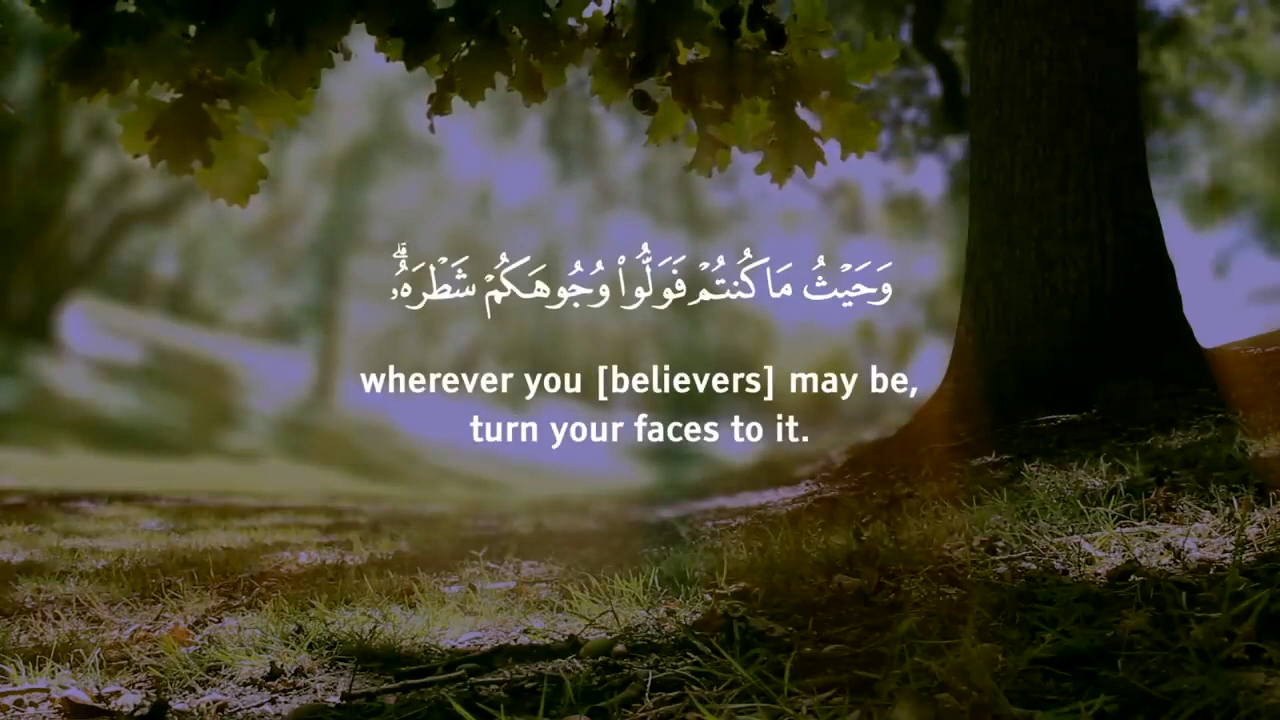 وَحَيْثُ مَا كُنتُمْ فَوَلُّوا۟ وُجُوهَكُمْ شَطْرَهُۥ ۗ
wherever you [believers] may be,
turn your faces to it.